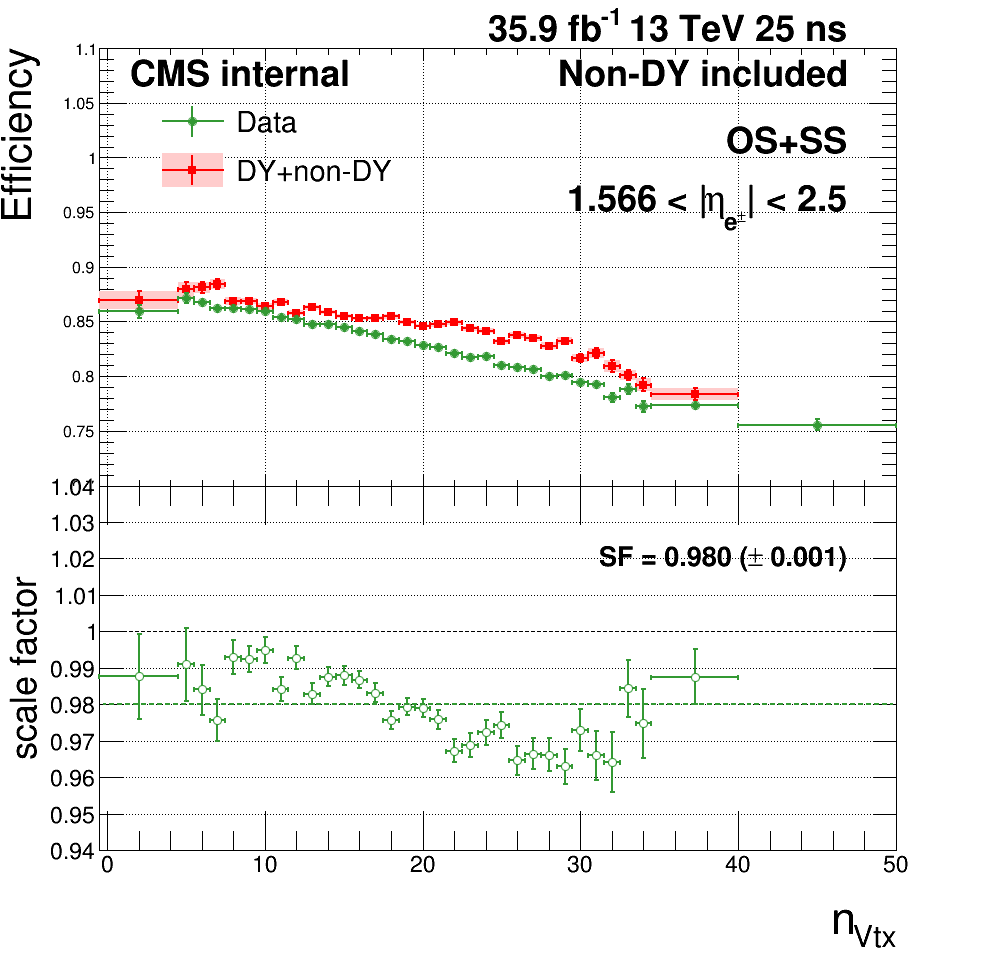 35.9 fb⁻¹ 13 TeV 25 ns
Efficiency
1.1
CMS internal
Non-DY included
1.05
Data
OS+SS
1
DY+non-DY
0.95
1.566 < |η_e±| < 2.5
0.9
0.85
0.8
0.75
1.04
1.03
1.02
SF = 0.980 (± 0.001)
1.01
scale factor
1
0.99
0.98
0.97
0.96
0.95
0.94
0 10 20 30 40 50
n_Vtx